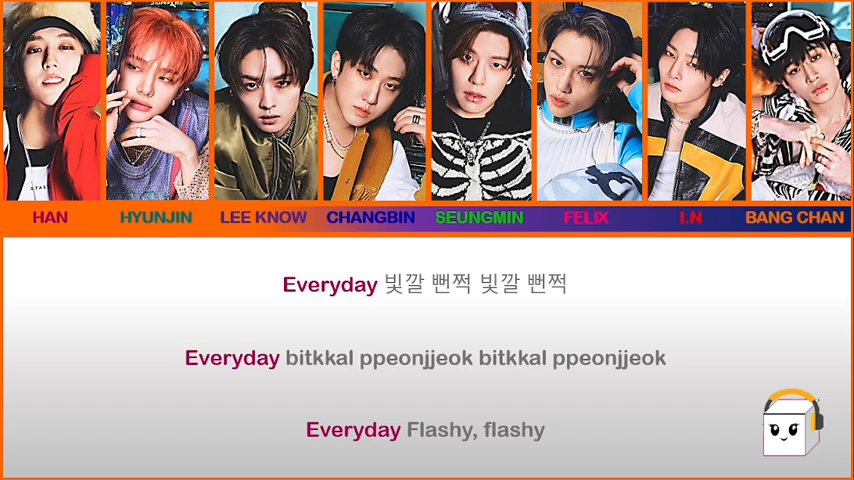 HAN HYUNJIN LEE KNOW CHANGBIN SEUNGMIN FELIX I.N BANG CHAN
Everyday 빛깔 뻔쩍 빛깔 뻔쩍
Everyday bitkkal ppeonjjeok bitkkal ppeonjjeok
Everyday Flashy, flashy